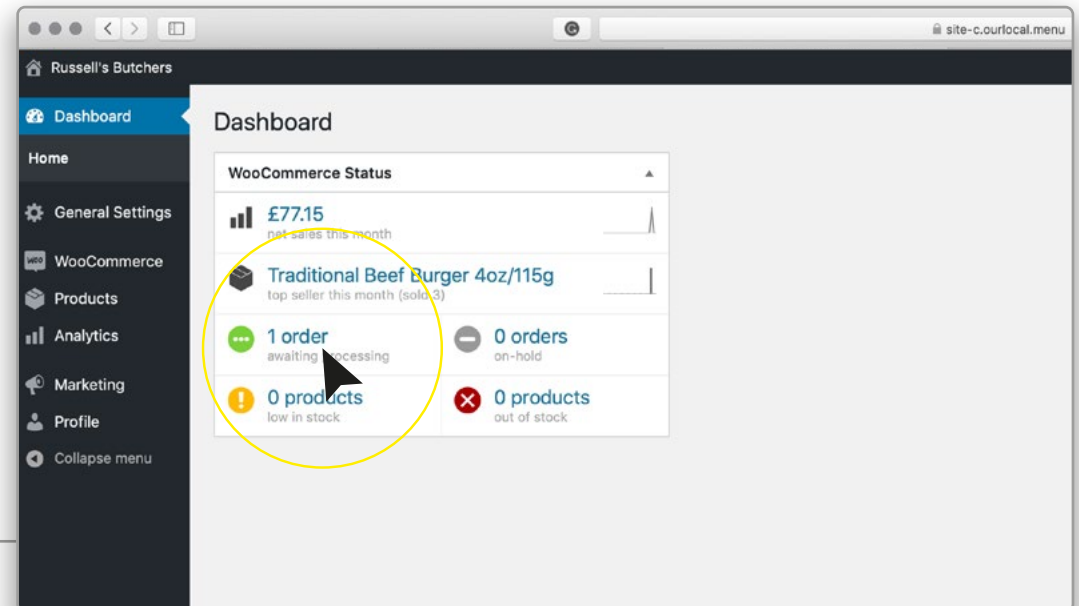 site-c.ourlocal.menu
Russell's Butchers
Dashboard
Home
General Settings
WOO
WooCommerce
Products
Analytics
Marketing
Profile
Collapse menu
Dashboard
WooCommerce Status
£77.15
net sales this month
Traditional Beef Burger 4oz/115g
top seller this month (sold 3)
1 order
awaiting processing
0 orders
on-hold
0 products
low in stock
0 products
out of stock